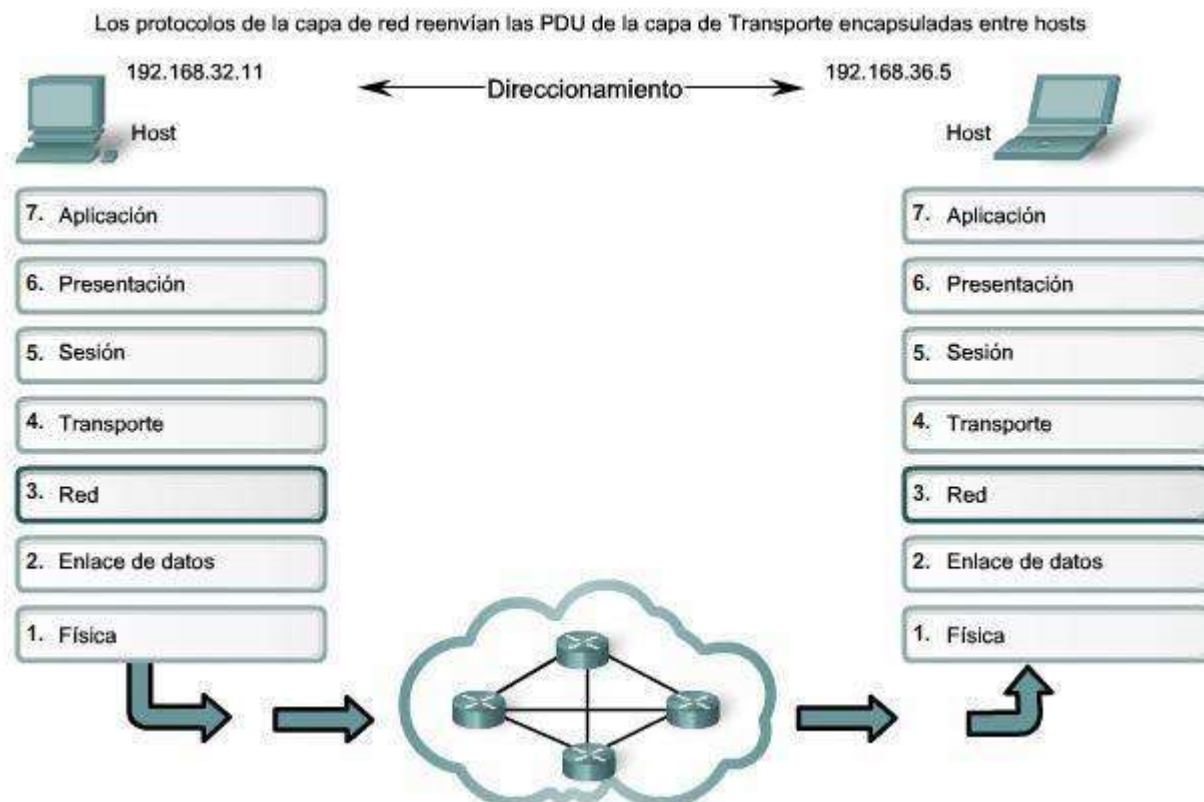 Los protocolos de la capa de red reenvían las PDU de la capa de Transporte encapsuladas entre hosts
192.168.32.11
Direccionamiento
192.168.36.5
Host
Host
7. Aplicación
6. Presentación
5. Sesión
4. Transporte
3. Red
2. Enlace de datos
1. Física
7. Aplicación
6. Presentación
5. Sesión
4. Transporte
3. Red
2. Enlace de datos
1. Física